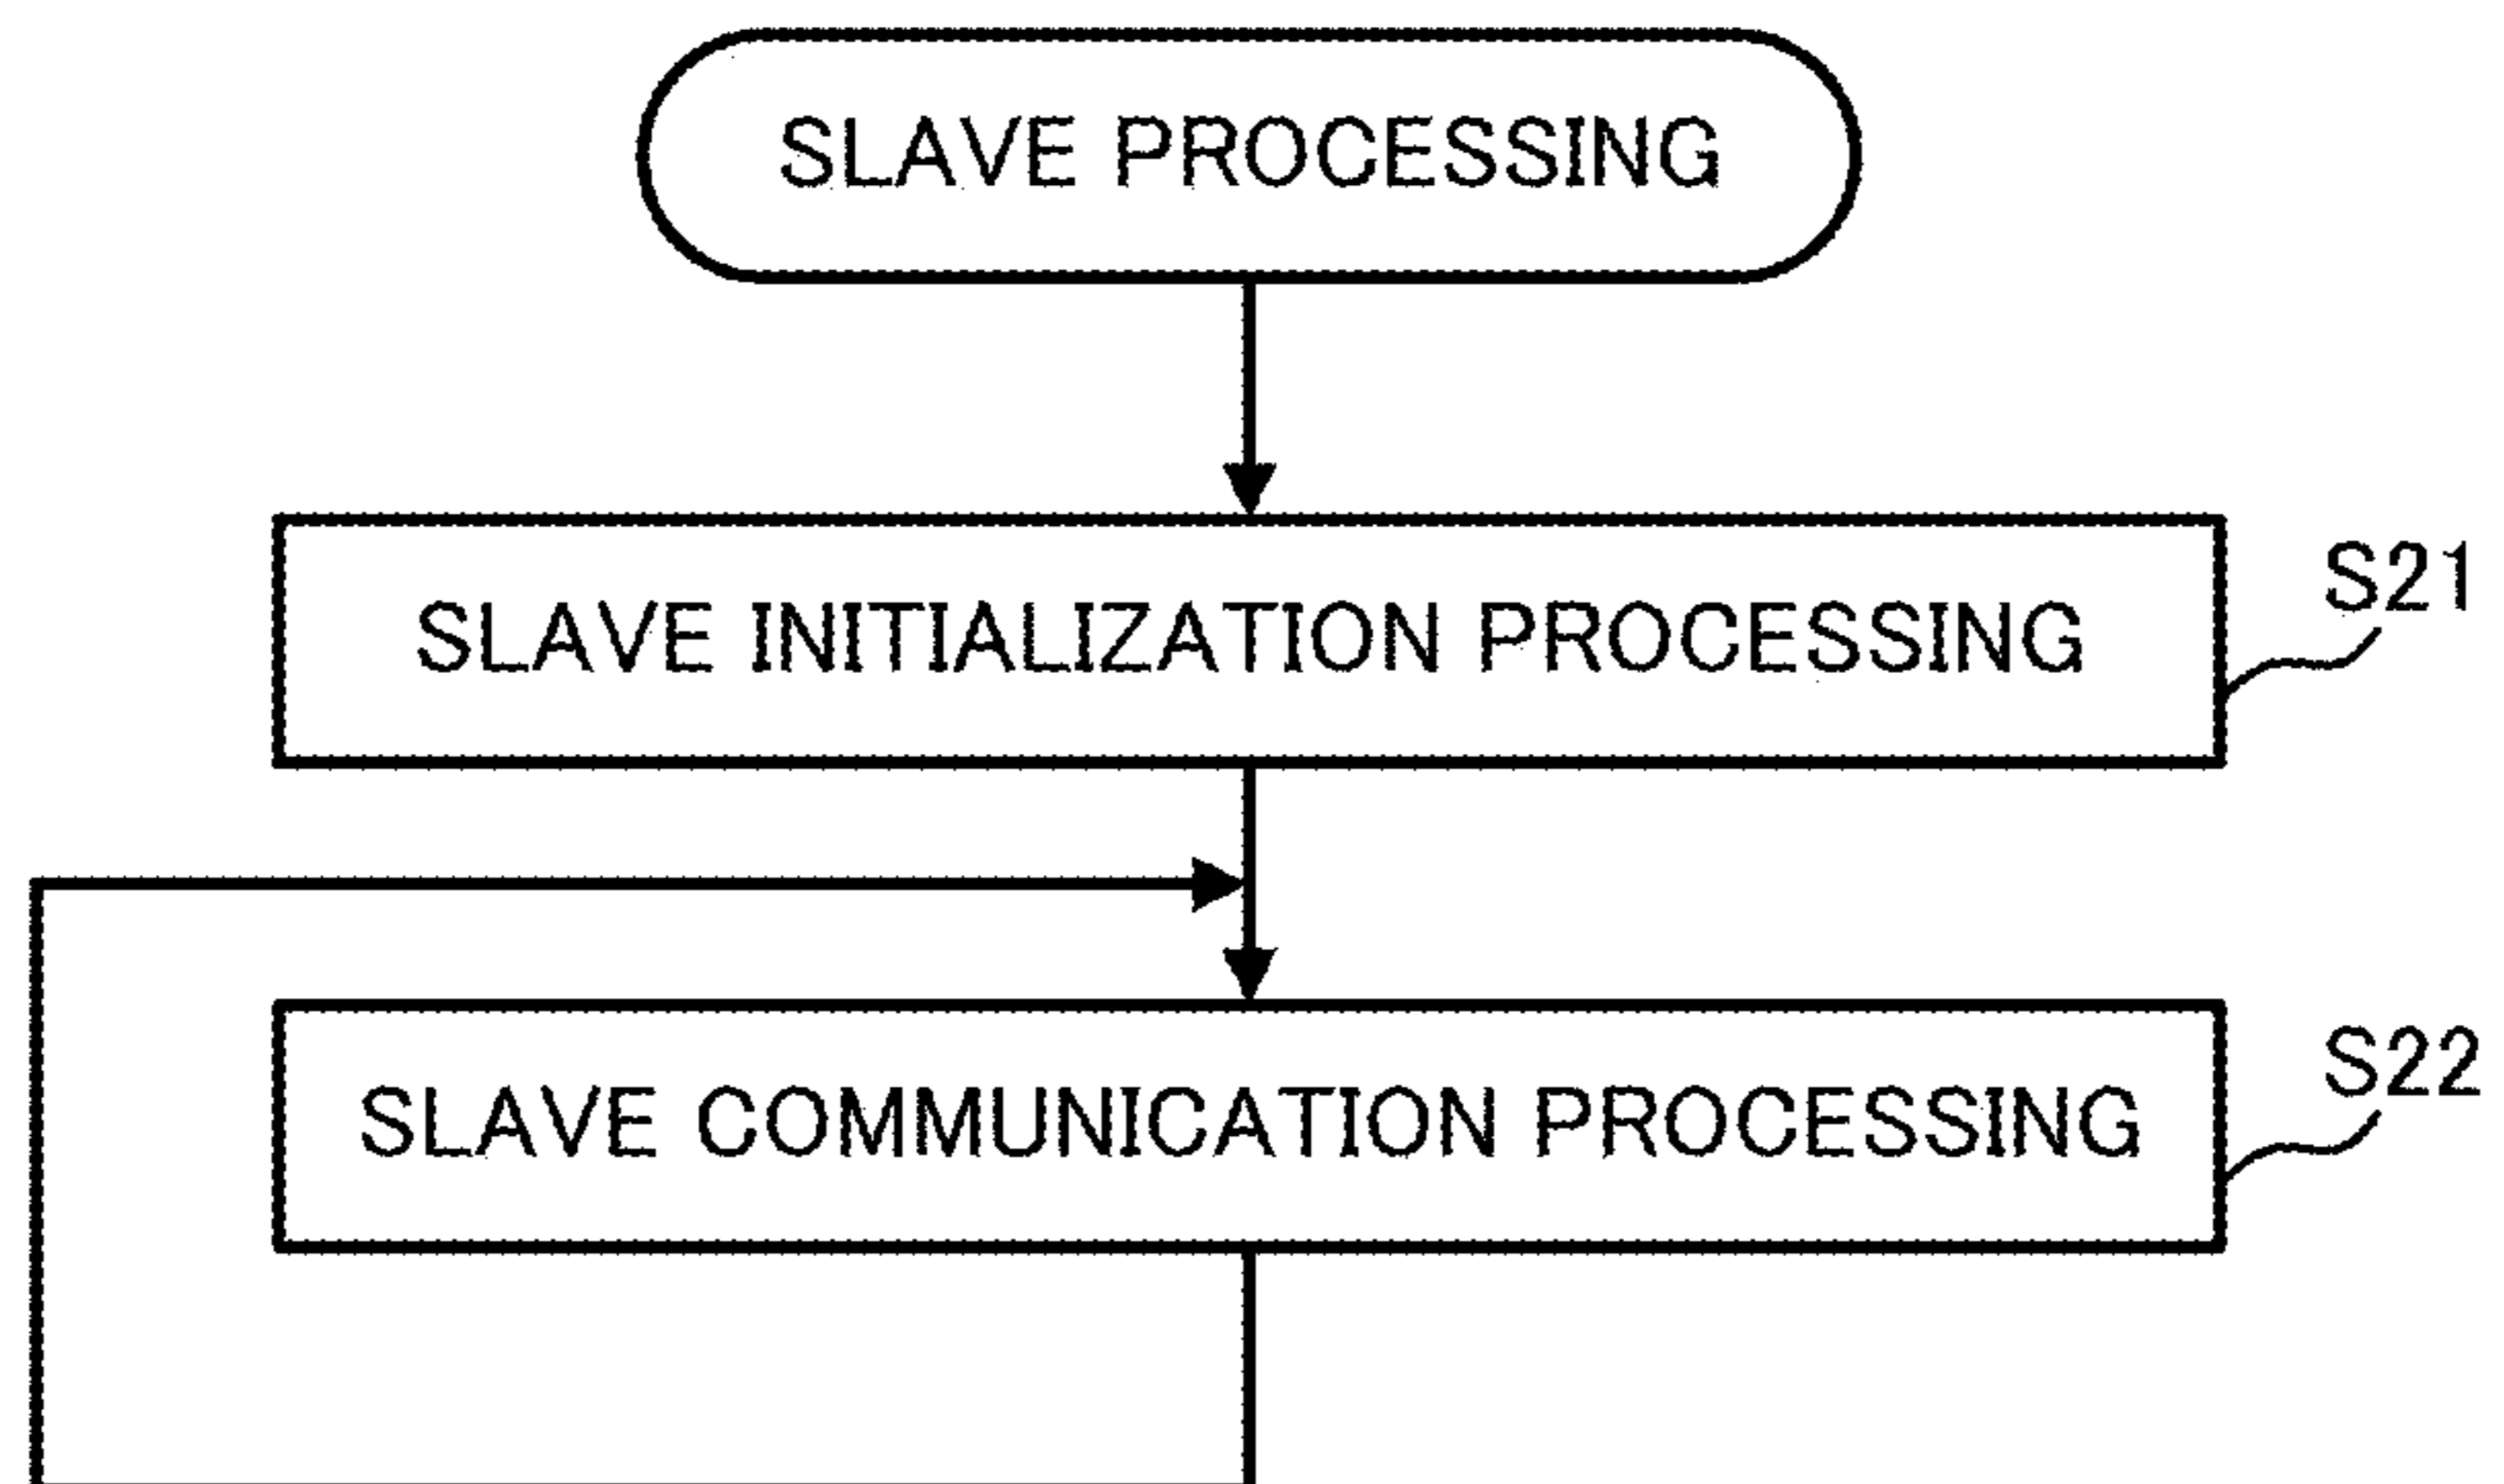 SLAVE PROCESSING
SLAVE INITIALIZATION PROCESSING
S21
SLAVE COMMUNICATION PROCESSING
S22